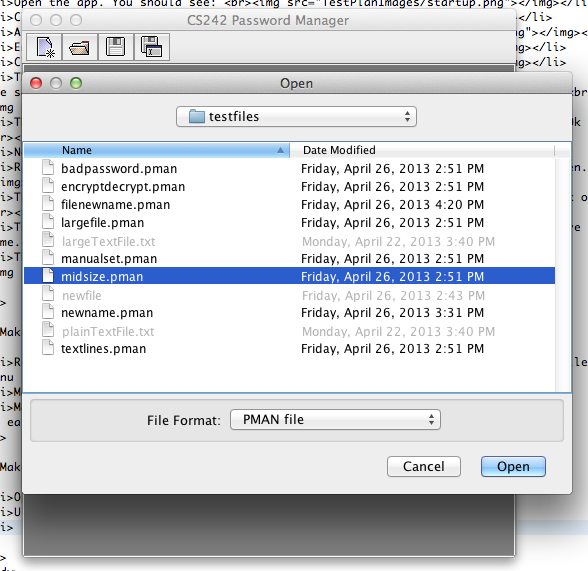 i>Open the app. You should see: <br><img src="TestPlanImages/startup.png"></img></li
CS242 Password Manager
Open
testfiles
Name Date Modified
badpassword.pman Friday, April 26, 2013 2:51 PM
encryptdecrypt.pman Friday, April 26, 2013 2:51 PM
filenewname.pman Friday, April 26, 2013 4:20 PM
largefile.pman Friday, April 26, 2013 2:51 PM
largeTextFile.txt Monday, April 22, 2013 3:40 PM
manualset.pman Friday, April 26, 2013 2:51 PM
midsize.pman Friday, April 26, 2013 2:51 PM
newfile Friday, April 26, 2013 2:43 PM
newname.pman Friday, April 26, 2013 3:31 PM
plainTextFile.txt Monday, April 22, 2013 3:40 PM
textlines.pman Friday, April 26, 2013 2:51 PM
File Format: PMAN file
Cancel Open